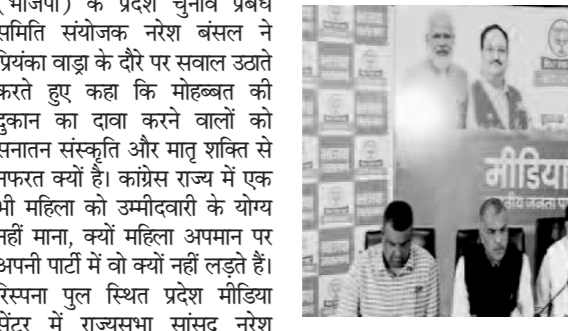 (भाजपा) के प्रदेश चुनाव प्रबंध
समिति संयोजक नरेश बंसल ने
प्रियंका वाड्रा के दौरे पर सवाल उठाते
करते हुए कहा कि मोहब्बत की
दुकान का दावा करने वालों को
सनातन संस्कृति और मातृ शक्ति से
नफरत क्यों है। कांग्रेस राज्य में एक
भी महिला को उम्मीदवारी के योग्य
नहीं माना, क्यों महिला अपमान पर
अपनी पार्टी में वो क्यों नहीं लड़ते हैं।
रिस्पना पुल स्थित प्रदेश मीडिया
सेंटर में राज्यसभा सांसद नरेश
मीडिया